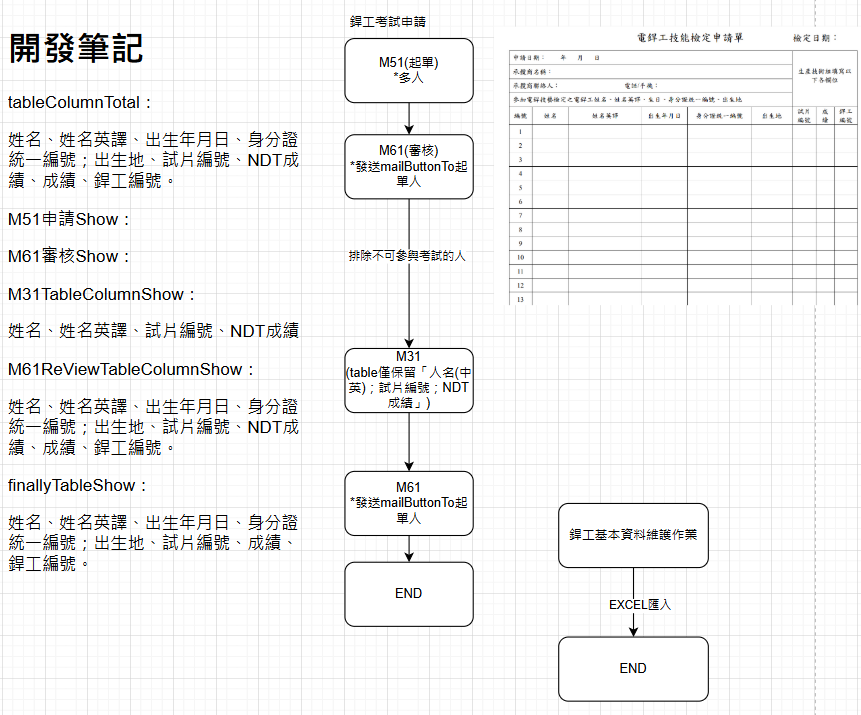 開發筆記
tableColumnTotal：
姓名、姓名英譯、出生年月日、身分證
統一編號；出生地、試片編號、NDT成
績、成績、銲工編號。
M51申請Show：
M61審核Show：
M31TableColumnShow：
姓名、姓名英譯、試片編號、NDT成績
M61ReViewTableColumnShow：
姓名、姓名英譯、出生年月日、身分證
統一編號；出生地、試片編號、NDT成
績、成績、銲工編號。
finallyTableShow：
姓名、姓名英譯、出生年月日、身分證
統一編號；出生地、試片編號、成績、
銲工編號。
銲工考試申請
M51(起單)
*多人
M61(審核)
*發送mailButtonTo起
單人
排除不可參與考試的人
M31
(table僅保留「人名(中
英)；試片編號；NDT
成績」)
M61
*發送mailButtonTo起
單人
END
電銲工技能檢定申請單
檢定日期：
申請日期： 年 月 日
承攬商名稱：
承攬商聯絡人： 電話/手機：
參加電銲技藝檢定之電銲工姓名、姓名英譯、生日、身分證統一編號、出生地
生產技術組填寫以
下各欄位
編號 姓名 姓名英譯 出生年月日 身分證統一編號 出生地
試片
編號
成
績
銲工
編號
1
2
3
4
5
6
7
8
9
10
11
12
13
銲工基本資料維護作業
EXCEL匯入
END